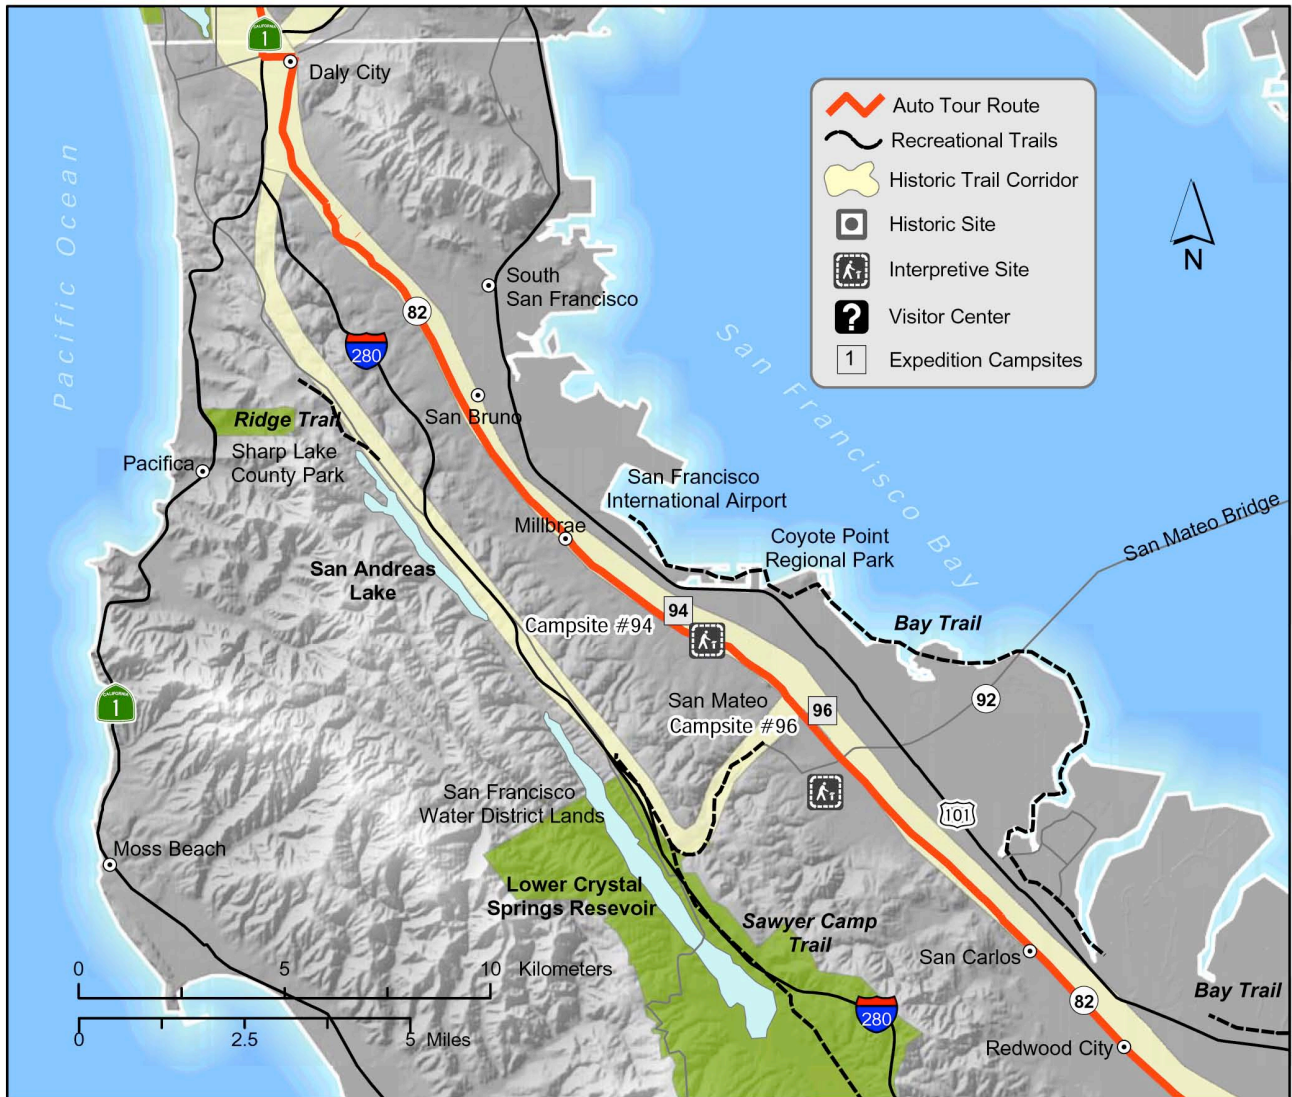 CALIFORNIA
1
Daly City
Auto Tour Route
Recreational Trails
Historic Trail Corridor
Historic Site
Interpretive Site
?
Visitor Center
1
Expedition Campsites
N
Pacific Ocean
South
San Francisco
82
280
San Francisco Bay
San Bruno
Ridge Trail
Sharp Lake
County Park
Pacifica
San Francisco
International Airport
Millbrae
Coyote Point
Regional Park
San Mateo Bridge
San Andreas
Lake
94
Campsite #94
Bay Trail
CALIFORNIA
1
San Mateo
Campsite #96
96
92
San Francisco
Water District Lands
101
Moss Beach
Lower Crystal
Springs Resevoir
Sawyer Camp
Trail
San Carlos
0
5
10 Kilometers
Bay Trail
82
280
0
2.5
5 Miles
Redwood City